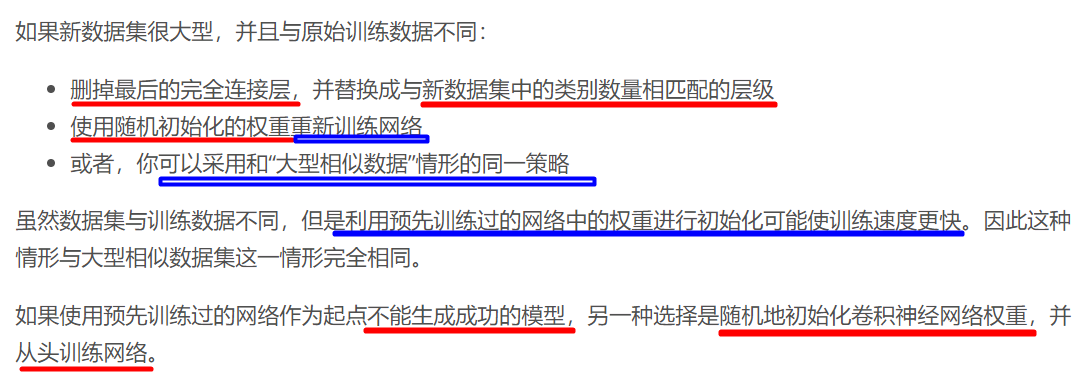 如果新数据集很大型，并且与原始训练数据不同：
删掉最后的完全连接层，并替换成与新数据集中的类别数量相匹配的层级
使用随机初始化的权重重新训练网络
或者，你可以采用和“大型相似数据”情形的同一策略
虽然数据集与训练数据不同，但是利用预先训练过的网络中的权重进行初始化可能使训练速度更快。因此这种
情形与大型相似数据集这一情形完全相同。
如果使用预先训练过的网络作为起点不能生成成功的模型，另一种选择是随机地初始化卷积神经网络权重，并
从头训练网络。